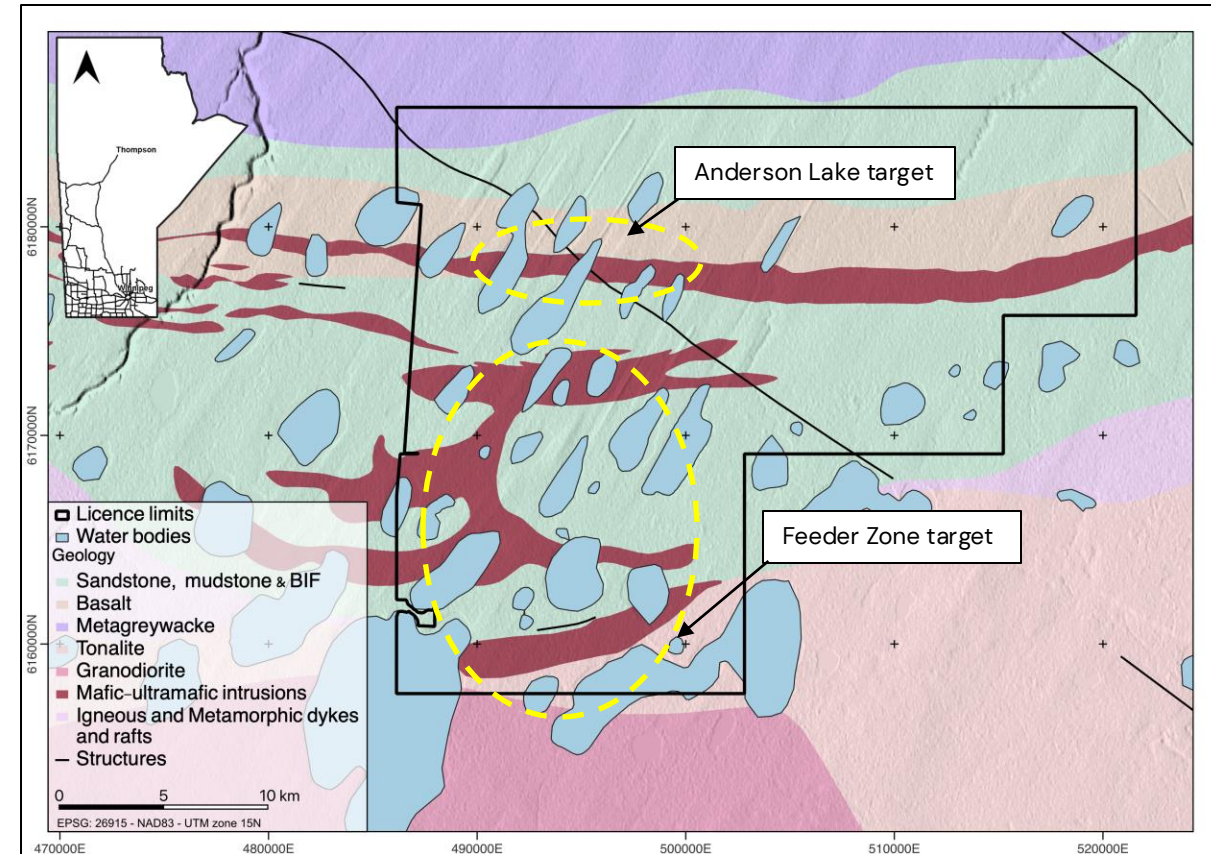 Thompson
Winnipeg
Anderson Lake target
Feeder Zone target
6180000N
6170000N
6160000N
Licence limits
Water bodies
Geology
Sandstone, mudstone & BIF
Basalt
Metagreywacke
Tonalite
Granodiorite
Mafic-ultramafic intrusions
Igneous and Metamorphic dykes
and rafts
Structures
0 5 10 km
EPSG: 26915 - NAD83 - UTM zone 15N
470000E 480000E 490000E 500000E 510000E 520000E